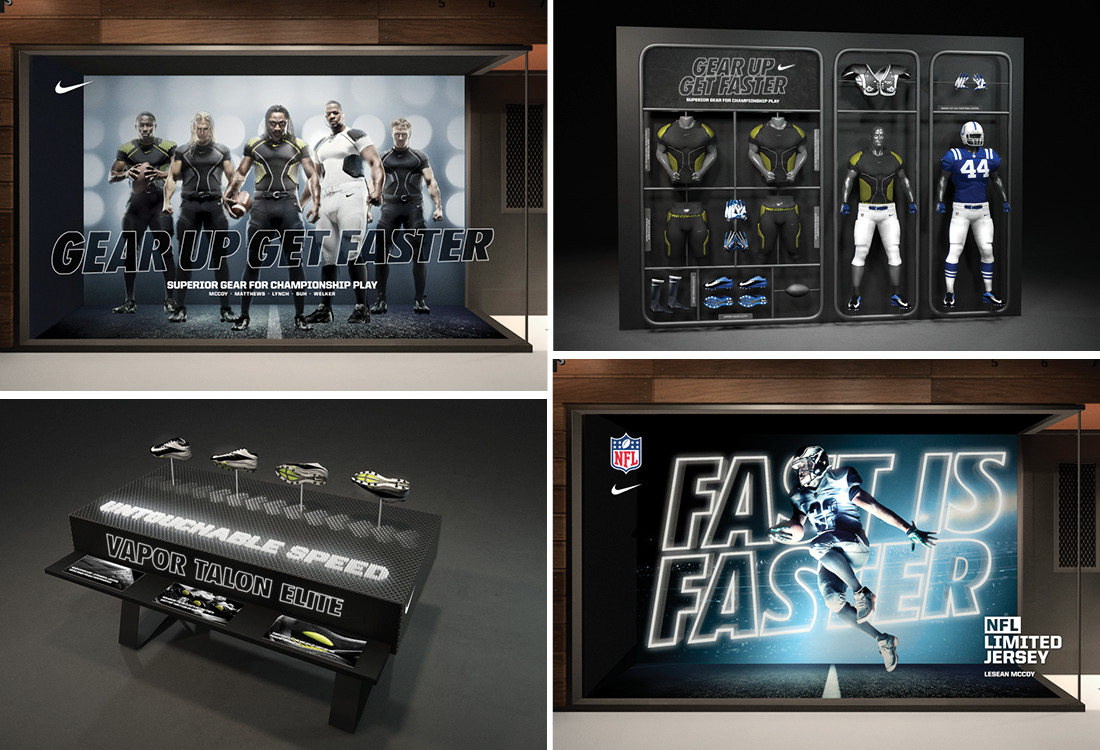 GEAR UP GET FASTER
SUPERIOR GEAR FOR CHAMPIONSHIP PLAY
MCCOY · MATTHEWS · LYNCH · SUH · WELKER
GEAR UP
GET FASTER
SUPERIOR GEAR FOR CHAMPIONSHIP PLAY
44
UNTOUCHABLE SPEED
VAPOR TALON ELITE
NFL
FAST IS
FASTER
NFL
LIMITED
JERSEY
LESEAN MCCOY